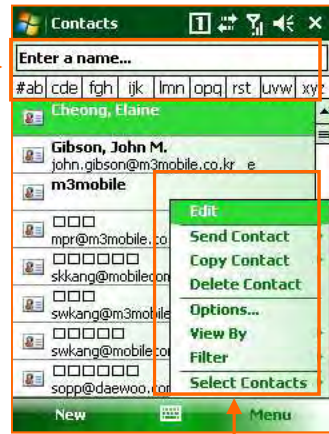 Contacts 1
Enter a name...
#ab cde fgh ijk lmn opq rst uvw xyz
Cheong, Elaine
Gibson, John M.
john.gibson@m3mobile.co.kr e
m3mobile
□□□
mpr@m3mobile.co
□□□□□□
skkang@mobilecom
□□□
swkang@m3mobile
□□□□□
swkang@mobilecom
□□□□□□
sopp@daewoo.com
Edit
Send Contact
Copy Contact
Delete Contact
Options...
View By
Filter
Select Contacts
New Menu